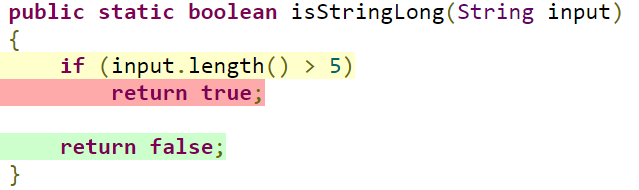 public static boolean isStringLong(String input)
{
    if (input.length() > 5)
        return true;

    return false;
}